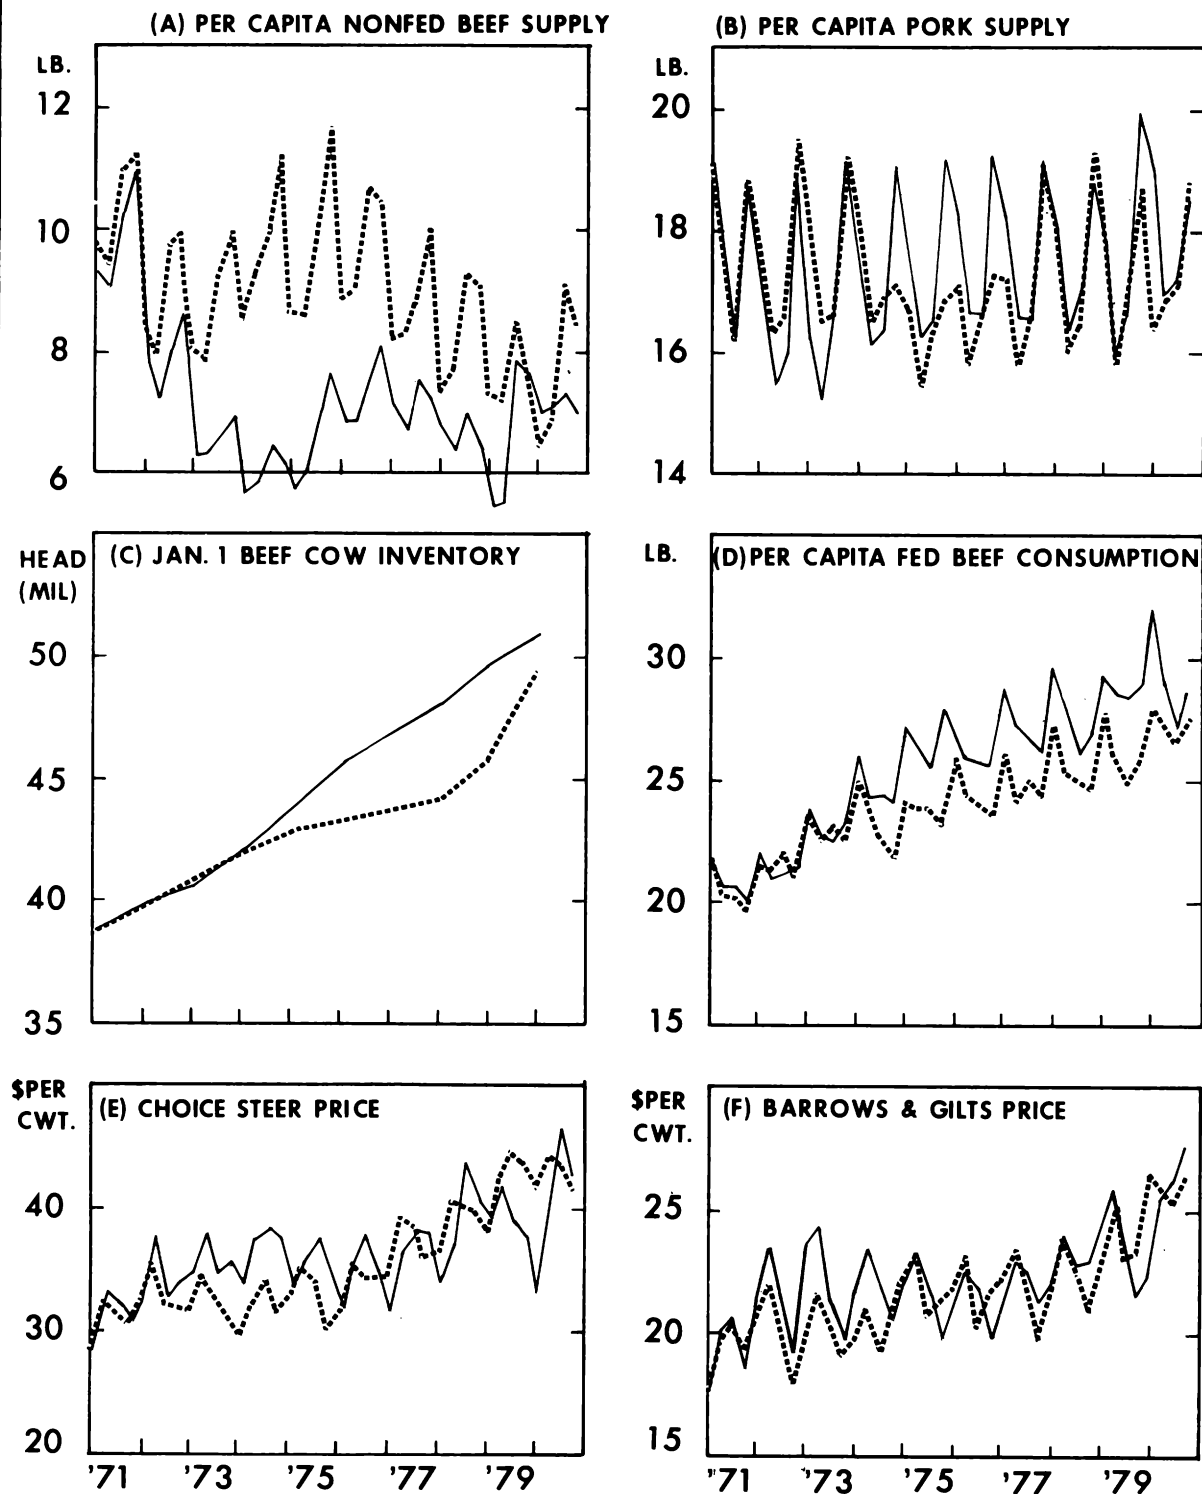 (A) PER CAPITA NONFED BEEF SUPPLY
LB.
12
10
8
6
(B) PER CAPITA PORK SUPPLY
LB.
20
18
16
14
(C) JAN. 1 BEEF COW INVENTORY
HEAD
(MIL)
50
45
40
35
(D) PER CAPITA FED BEEF CONSUMPTION
LB.
30
25
20
15
(E) CHOICE STEER PRICE
$PER
CWT.
40
30
20
'71 '73 '75 '77 '79
(F) BARROWS & GILTS PRICE
$PER
CWT.
25
20
15
'71 '73 '75 '77 '79